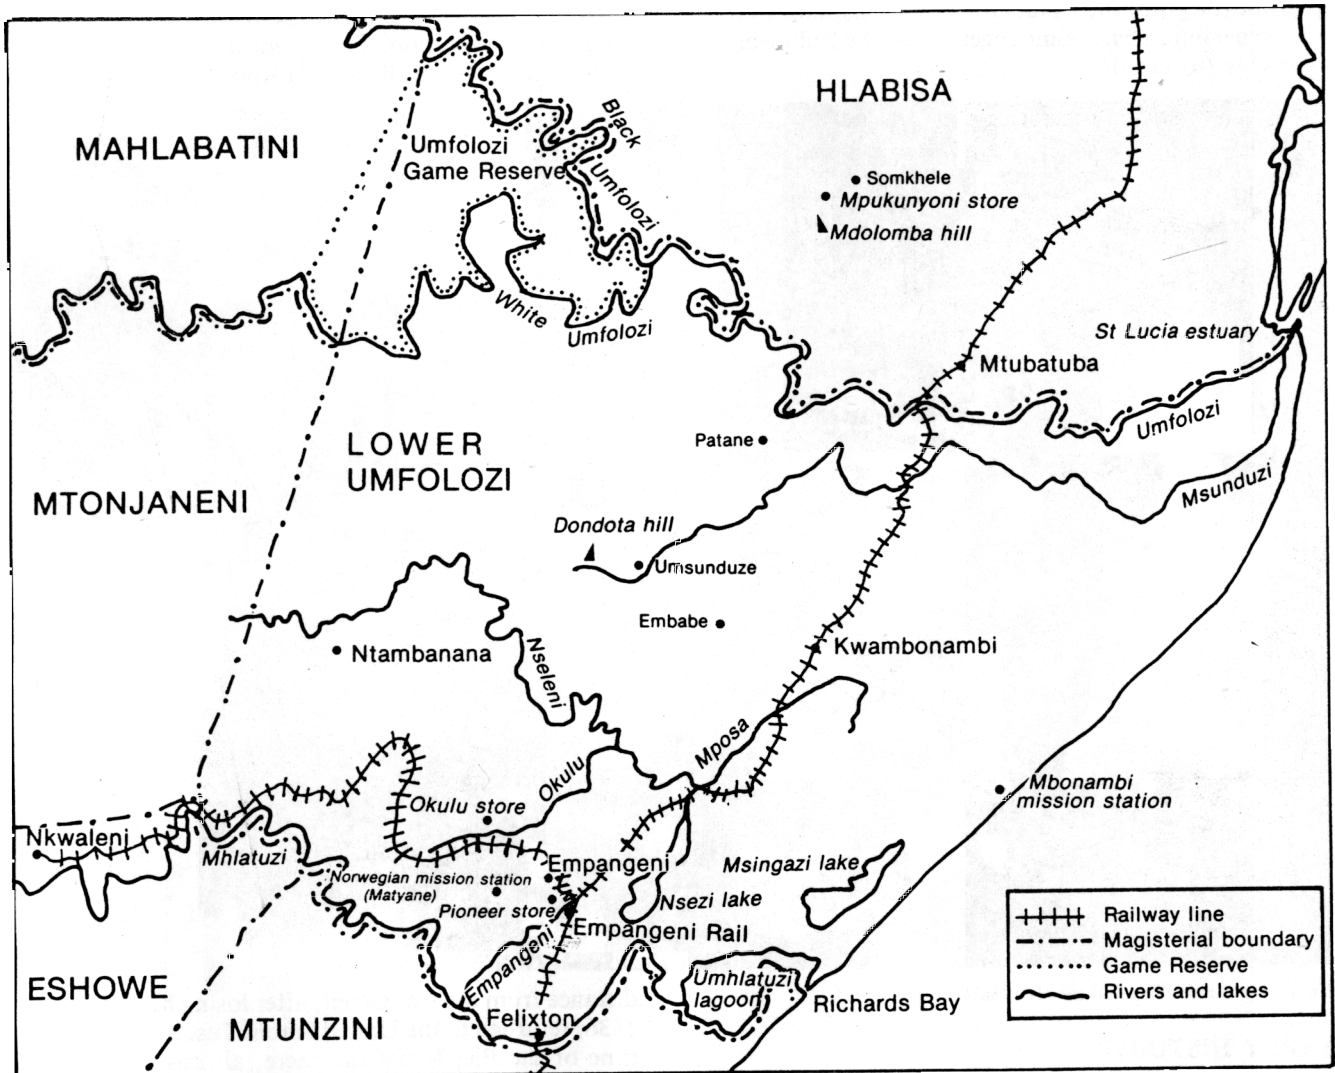 HLABISA
MAHLABATINI
Black
Umfolozi
Umfolozi
Game Reserve
Somkhele
Mpukunyoni store
Mdolomba hill
White
Umfolozi
St Lucia estuary
Mtubatuba
Umfolozi
Patane
LOWER
UMFOLOZI
MTONJANENI
Msunduzi
Dondota hill
Umsunduze
Embabe
Kwambonambi
Ntambanana
Nseleni
Mposa
Okulu
Okulu store
Mbonambi
mission station
Nkwaleni
Mhlatuzi
Empangeni
Norwegian mission station
(Matyane)
Pioneer store
Msingazi lake
Nsezi lake
Empangeni Rail
Empangeni
Umhlatuzi
lagoon
Richards Bay
ESHOWE
MTUNZINI
Felixton
Railway line
Magisterial boundary
Game Reserve
Rivers and lakes